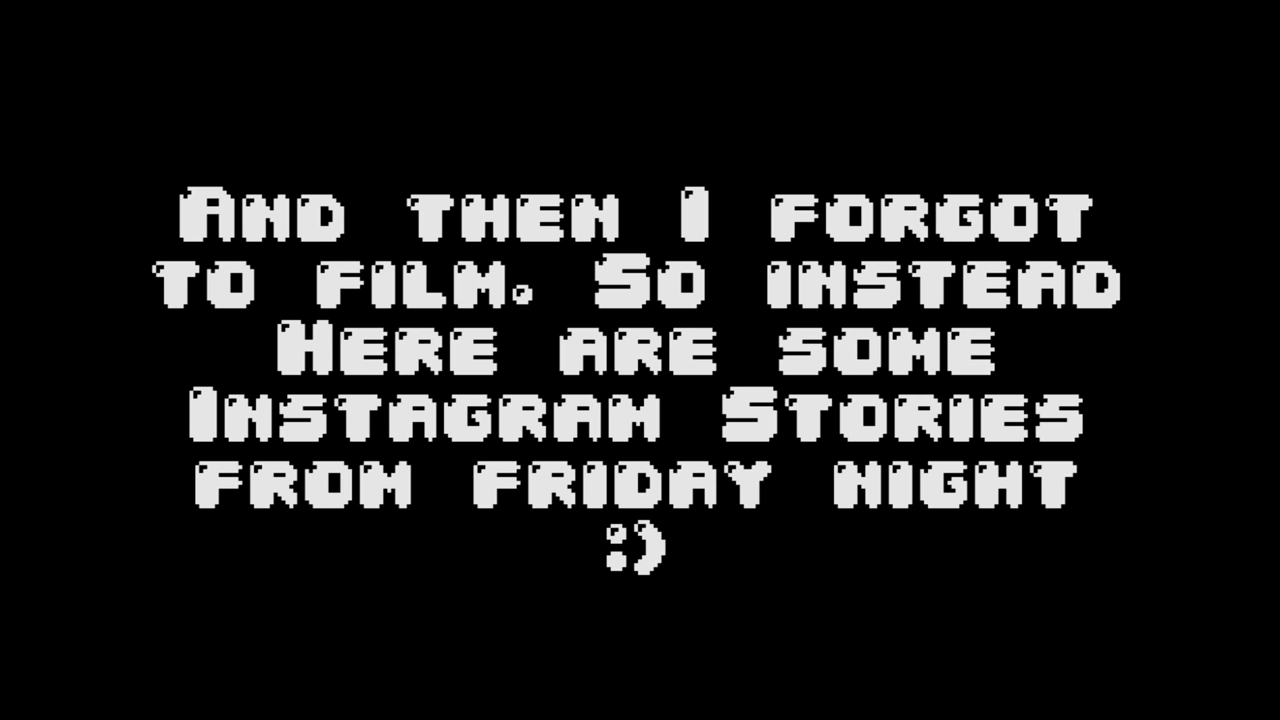 And then I forgot
to film. So instead
Here are some
Instagram Stories
from friday night
:)